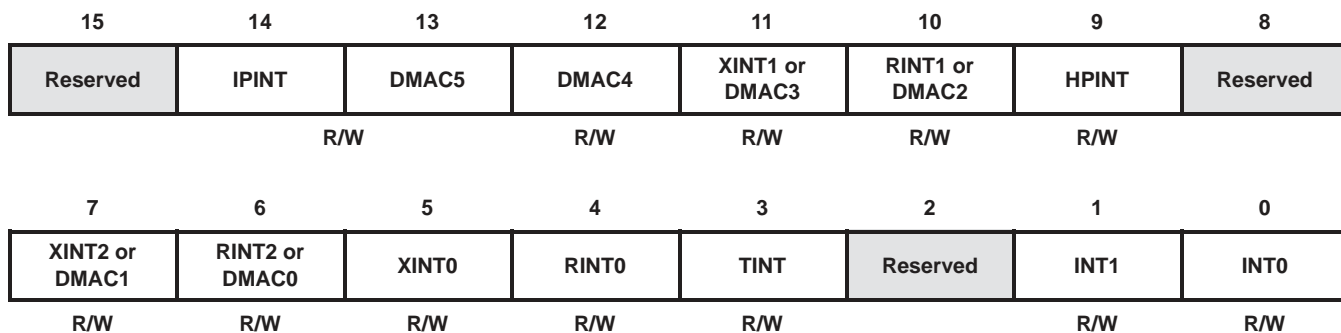 15 14 13 12 11 10 9 8
Reserved IPINT DMAC5 DMAC4 XINT1 or DMAC3 RINT1 or DMAC2 HPINT Reserved
R/W R/W R/W R/W R/W
7 6 5 4 3 2 1 0
XINT2 or DMAC1 RINT2 or DMAC0 XINT0 RINT0 TINT Reserved INT1 INT0
R/W R/W R/W R/W R/W R/W R/W